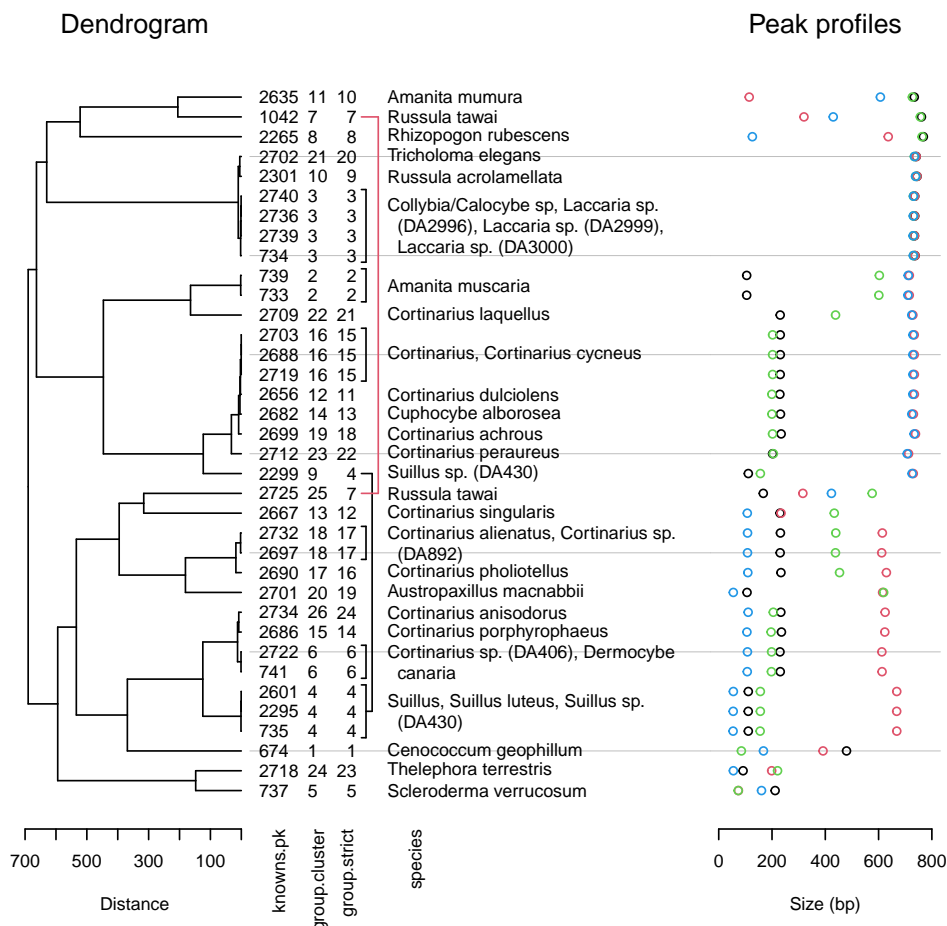 Dendrogram Peak profiles
2635 11 10 Amanita mumura
1042 7 7 Russula tawai
2265 8 8 Rhizopogon rubescens
2702 21 20 Tricholoma elegans
2301 10 9 Russula acrolamellata
2740 3 3 Collybia/Calocybe sp, Laccaria sp.
2736 3 3 (DA2996), Laccaria sp. (DA2999),
2739 3 3 Laccaria sp. (DA3000)
734 3 3
739 2 2 Amanita muscaria
733 2 2
2709 22 21 Cortinarius laquellus
2703 16 15
2688 16 15 Cortinarius, Cortinarius cycneus
2719 16 15
2656 12 11 Cortinarius dulciolens
2682 14 13 Cuphocybe alborosea
2699 19 18 Cortinarius achrous
2712 23 22 Cortinarius peraureus
2299 9 4 Suillus sp. (DA430)
2725 25 7 Russula tawai
2667 13 12 Cortinarius singularis
2732 18 17 Cortinarius alienatus, Cortinarius sp.
2697 18 17 (DA892)
2690 17 16 Cortinarius pholiotellus
2701 20 19 Austropaxillus macnabbii
2734 26 24 Cortinarius anisodorus
2686 15 14 Cortinarius porphyrophaeus
2722 6 6 Cortinarius sp. (DA406), Dermocybe
741 6 6 canaria
2601 4 4 Suillus, Suillus luteus, Suillus sp.
2295 4 4 (DA430)
735 4 4
674 1 1 Cenococcum geophillum
2718 24 23 Thelephora terrestris
737 5 5 Scleroderma verrucosum
700 500 300 100
Distance
knowns.pk
group.cluster
group.strict
species
0 200 400 600 800
Size (bp)